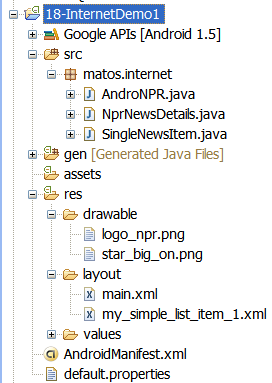 18-InternetDemo1
Google APIs [Android 1.5]
src
matos.internet
AndroNPR.java
NprNewsDetails.java
SingleNewsItem.java
gen [Generated Java Files]
assets
res
drawable
logo_npr.png
star_big_on.png
layout
main.xml
my_simple_list_item_1.xml
values
AndroidManifest.xml
default.properties